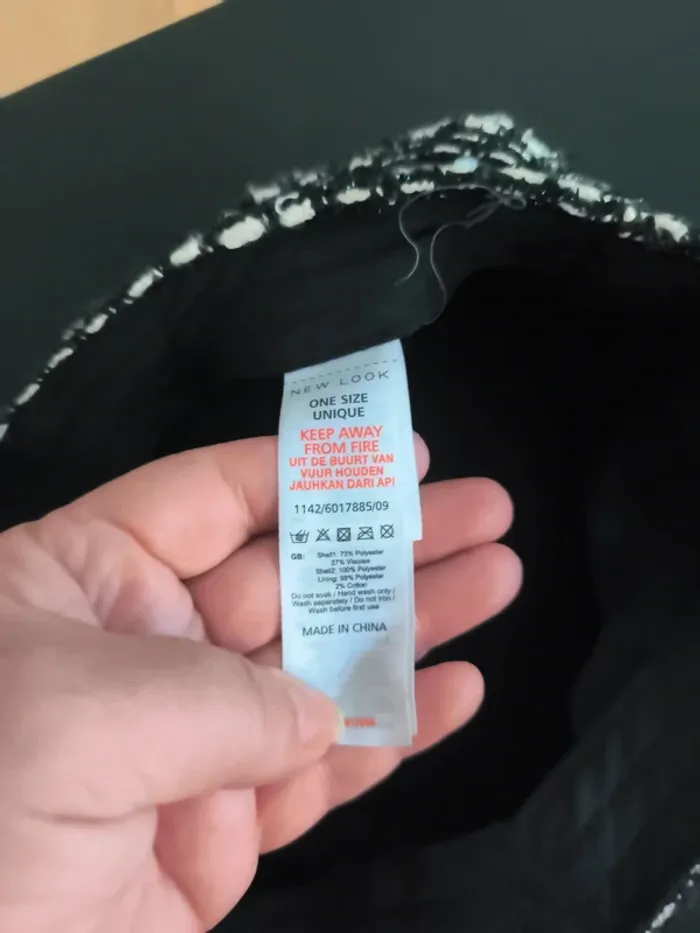 NEW LOOK
ONE SIZE
UNIQUE
KEEP AWAY
FROM FIRE
UIT DE BUURT VAN
VUUR HOUDEN
JAUHKAN DARI API
1142/6017885/09
GB: Shell1: 73% Polyester
27% Viscose
Shell2: 100% Polyester
Lining: 98% Polyester
2% Cotton
Do not soak / Hand wash only /
Wash seperately / Do not iron /
Wash before first use
MADE IN CHINA